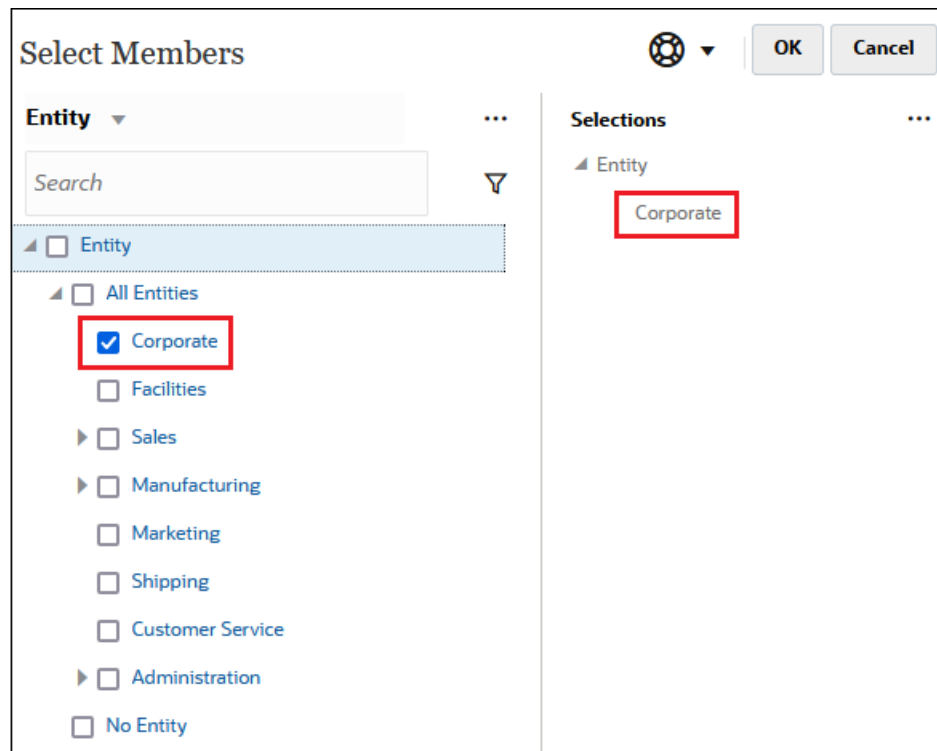 Select Members
OK
Cancel
Entity
Search
Entity
All Entities
Corporate
Facilities
Sales
Manufacturing
Marketing
Shipping
Customer Service
Administration
No Entity
Selections
Entity
Corporate